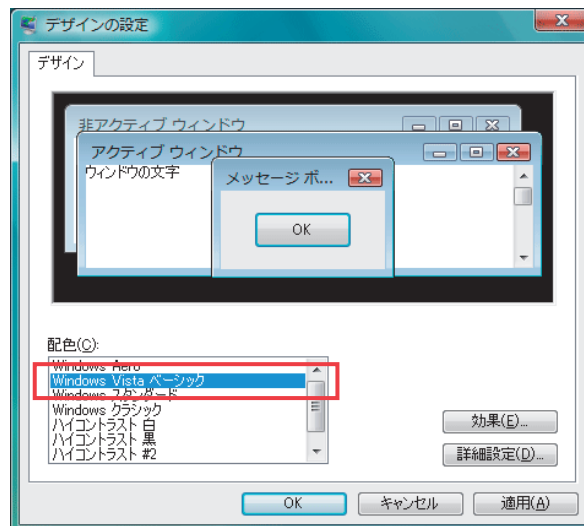 デザインの設定
デザイン
非アクティブ ウィンドウ
アクティブ ウィンドウ
ウィンドウの文字
メッセージ ボ...
OK
配色(C):
Windows Aero
Windows Vista ベーシック
Windows スタンダード
Windows クラシック
ハイコントラスト 白
ハイコントラスト 黒
ハイコントラスト #2
効果(E)...
詳細設定(D)...
OK キャンセル 適用(A)